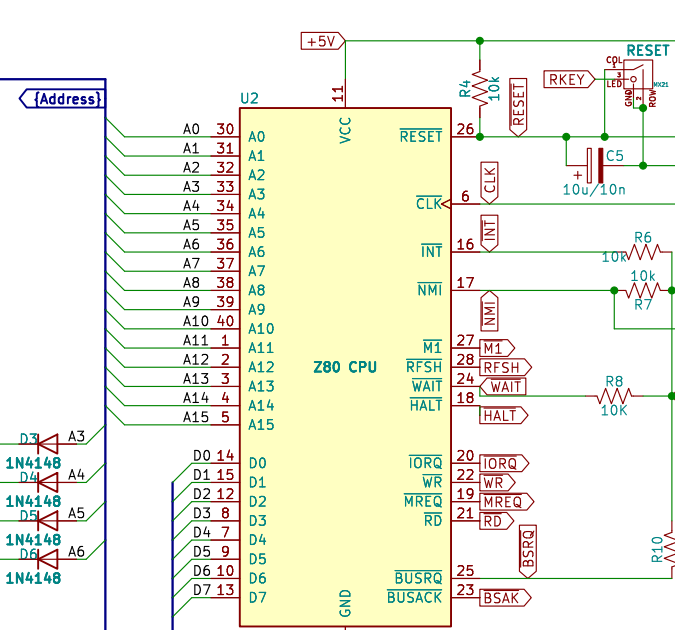 +5V
RESET
COL
1
3
LED
GND
2
ROW
MX21
RKEY
R4
10k
RESET
{Address}
U2
11
VCC
A0 30 A0
A1 31 A1
A2 32 A2
A3 33 A3
A4 34 A4
A5 35 A5
A6 36 A6
A7 37 A7
A8 38 A8
A9 39 A9
A10 40 A10
A11 1 A11
A12 2 A12
A13 3 A13
A14 4 A14
A15 5 A15
D0 14 D0
D1 15 D1
D2 12 D2
D3 8 D3
D4 7 D4
D5 9 D5
D6 10 D6
D7 13 D7
Z80 CPU
GND
RESET 26
CLK 6
CLK
INT 16
INT
NMI 17
NMI
M1 27 M1
RFSH 28 RFSH
WAIT 24 WAIT
HALT 18 HALT
IORQ 20 IORQ
WR 22 WR
MREQ 19 MREQ
RD 21 RD
BUSRQ 25
BSRQ
BUSACK 23 BSAK
+
C5
10u/10n
R6
10k
10k
R7
R8
10K
R10
D3 A3
1N4148
D4 A4
1N4148
D5 A5
1N4148
D6 A6
1N4148